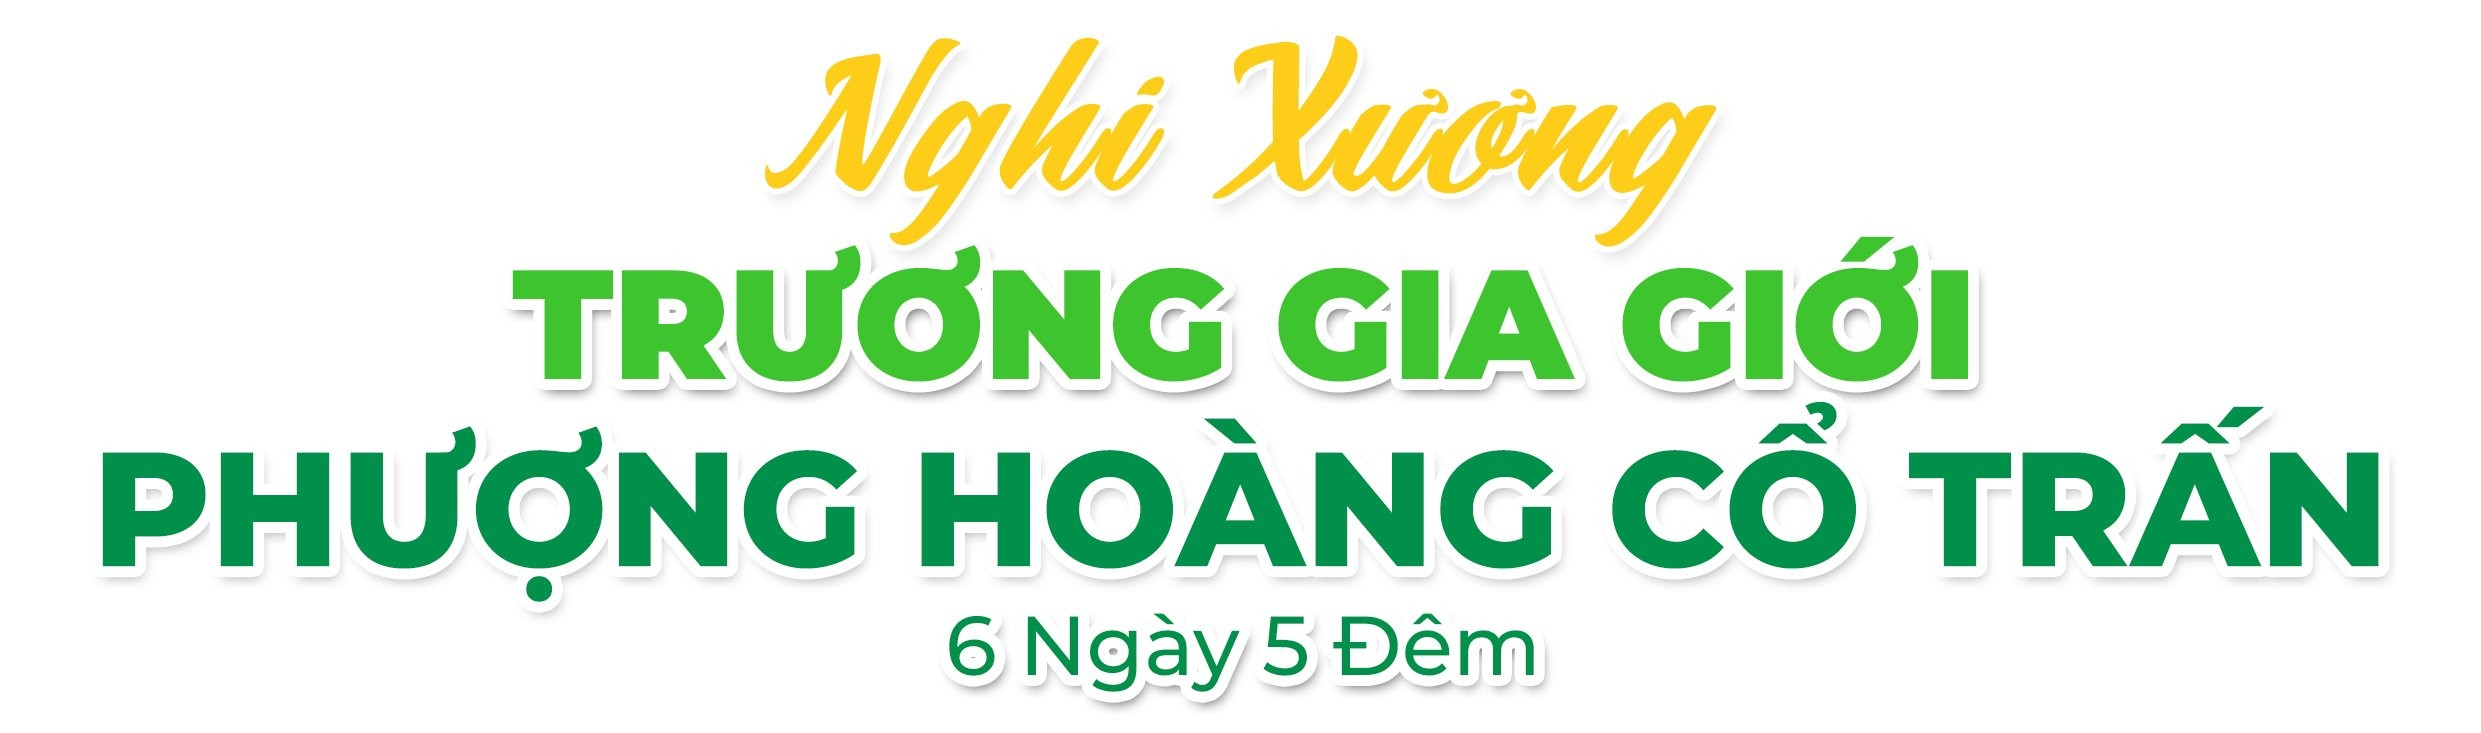 Nghi Xương
TRƯƠNG GIA GIỚI
PHƯỢNG HOÀNG CỔ TRẤN
6 Ngày 5 Đêm